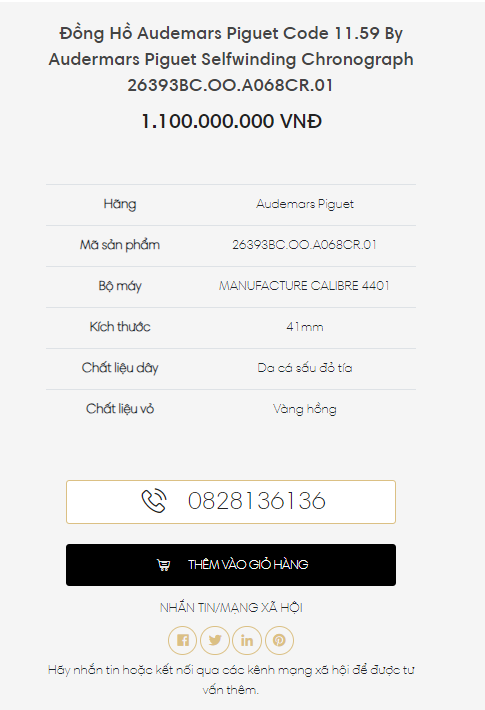 Đồng Hồ Audemars Piguet Code 11.59 By
Audermars Piguet Selfwinding Chronograph
26393BC.OO.A068CR.01
1.100.000.000 VNĐ
Hãng Audemars Piguet
Mã sản phẩm 26393BC.OO.A068CR.01
Bộ máy MANUFACTURE CALIBRE 4401
Kích thước 41mm
Chất liệu dây Da cá sấu đỏ tía
Chất liệu vỏ Vàng hồng
0828136136
THÊM VÀO GIỎ HÀNG
NHẮN TIN/MẠNG XÃ HỘI
Hãy nhắn tin hoặc kết nối qua các kênh mạng xã hội để được tư
vấn thêm.